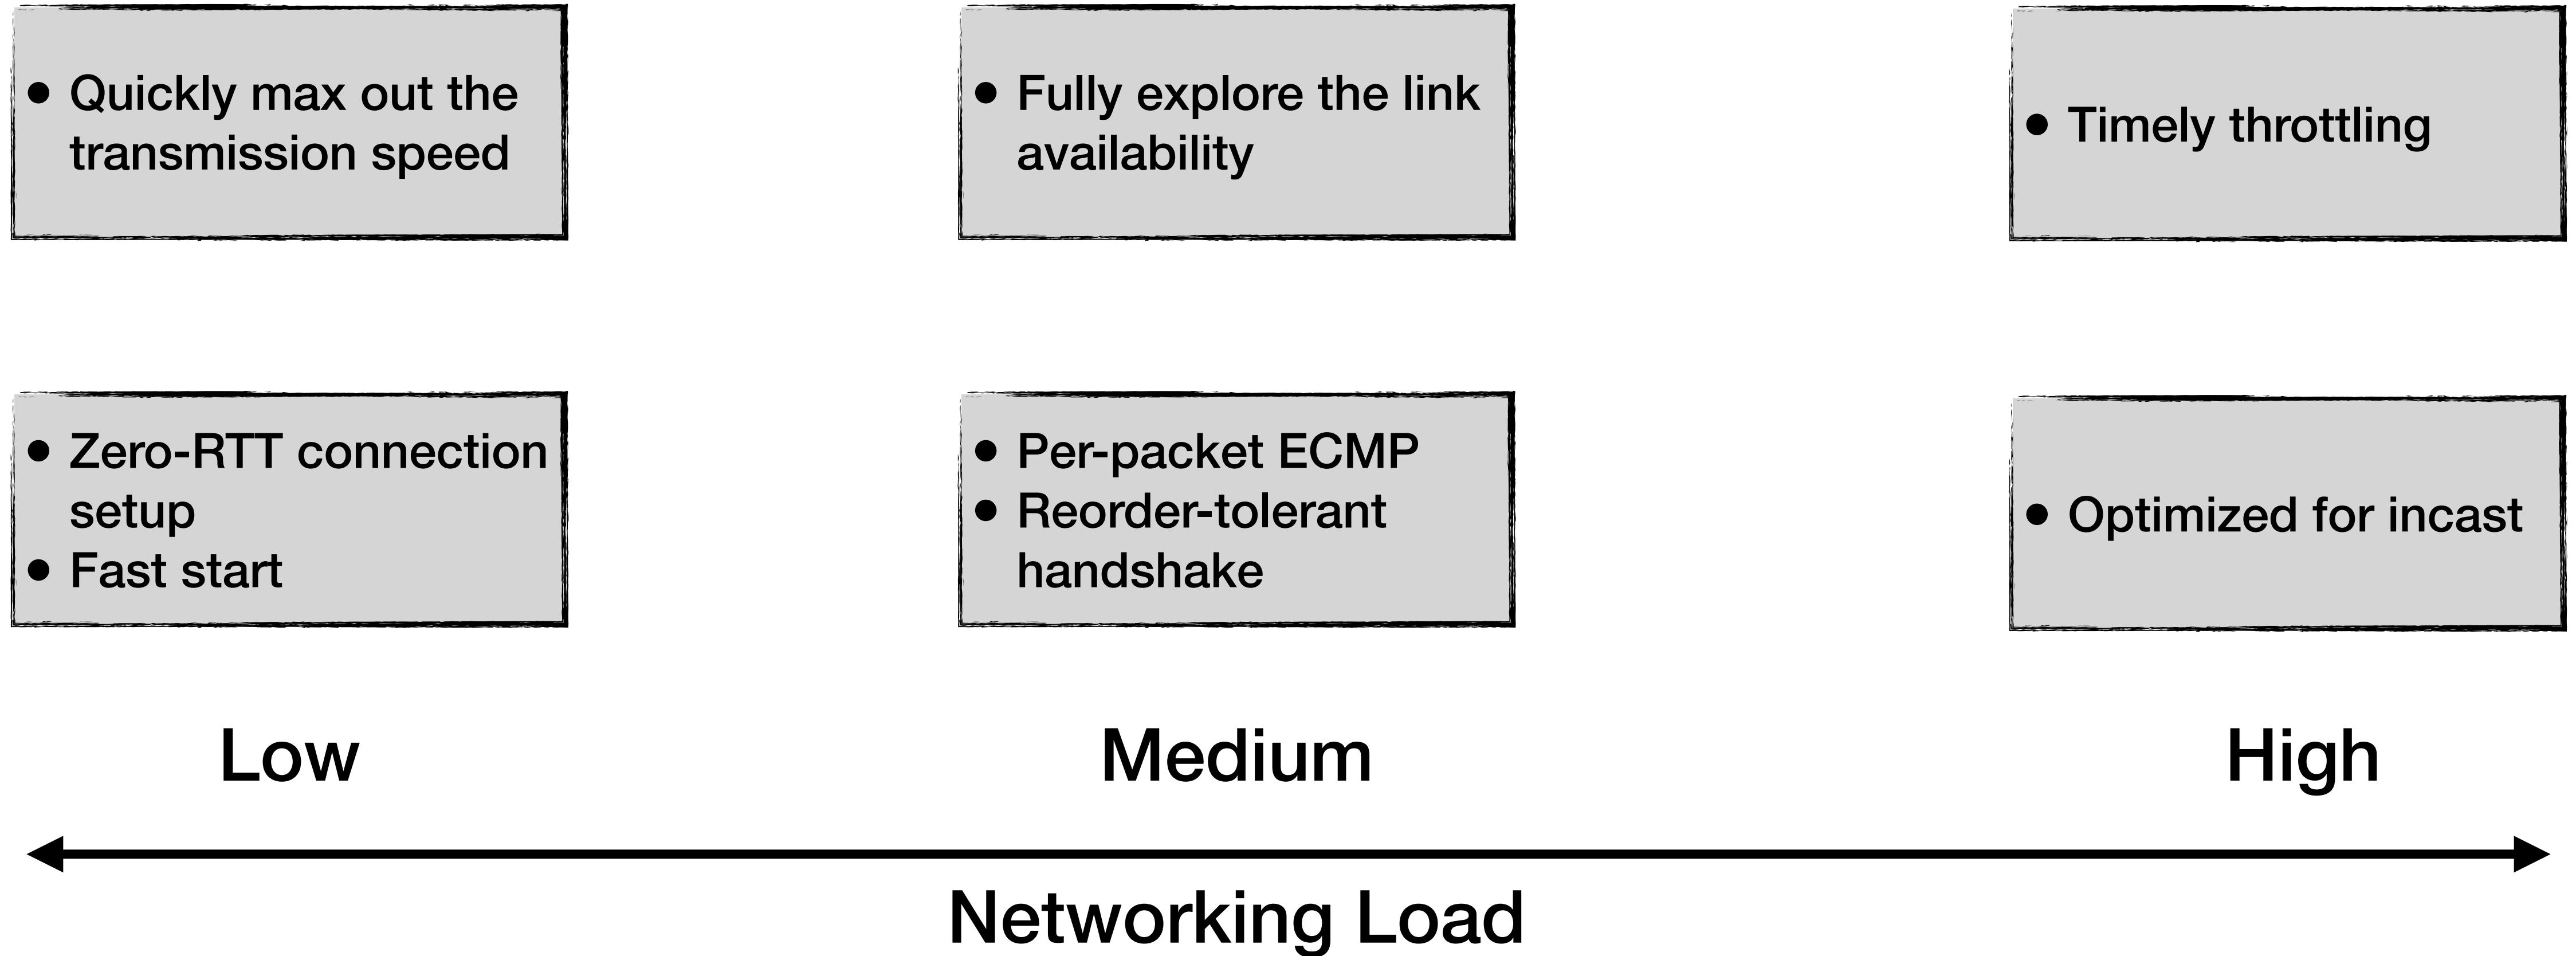 • Quickly max out the
transmission speed
• Fully explore the link
availability
• Timely throttling
• Zero-RTT connection
setup
• Fast start
• Per-packet ECMP
• Reorder-tolerant
handshake
• Optimized for incast
Low
Medium
High
Networking Load